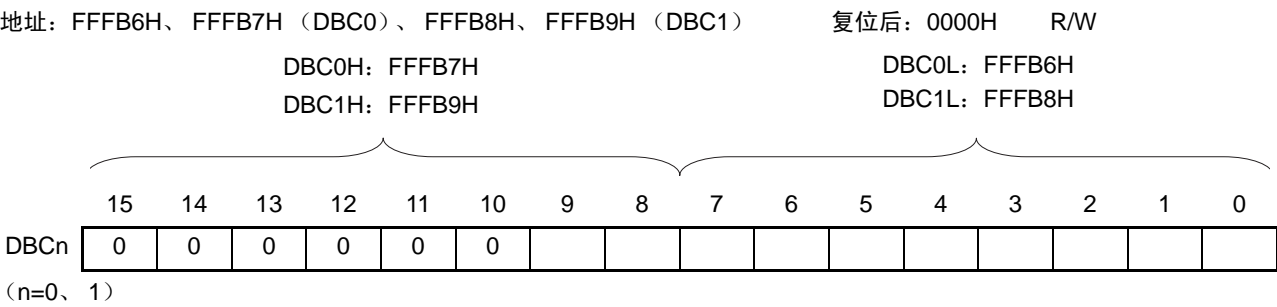 地址：FFFB6H、 FFFB7H （DBC0）、 FFFB8H、 FFFB9H （DBC1） 复位后：0000H R/W
DBC0H：FFFB7H DBC0L：FFFB6H
DBC1H：FFFB9H DBC1L：FFFB8H
15 14 13 12 11 10 9 8 7 6 5 4 3 2 1 0
DBCn 0 0 0 0 0 0
（n=0、 1）